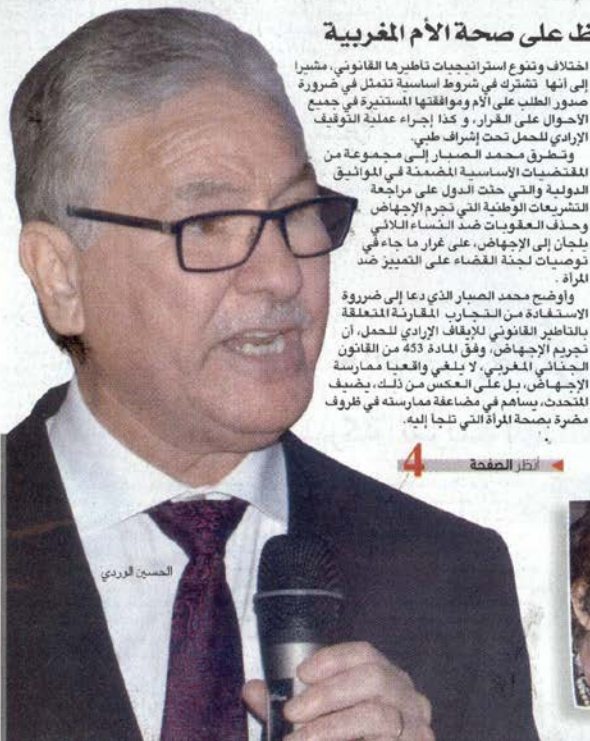 ظ على صحة الأم المغربية
اختلاف وتنوع استراتيجيات تأطيرها القانوني، مشيرا
إلى أنها تشترك في شروط أساسية تتمثل في ضرورة
صدور الطلب على الأم وموافقتها المستنيرة في جميع
الأحوال على القرار، و كذا إجراء عملية التوقيف
الإرادي للحمل تحت إشراف طبي.
وتطرق محمد الصبار إلى مجموعة من
المقتضيات الأساسية المضمنة في المواثيق
الدولية والتي حثت الدول على مراجعة
التشريعات الوطنية التي تجرم الإجهاض
وحذف العقوبات ضد النساء اللائي
يلجأن إلى الإجهاض، على غرار ما جاء في
توصيات لجنة القضاء على التمييز ضد
المرأة .
وأوضح محمد الصبار الذي دعا إلى ضرروة
الاستفادة من التجارب المقارنة المتعلقة
بالتأطير القانوني للإيقاف الإرادي للحمل، أن
تجريم الإجهاض، وفق المادة 453 من القانون
الجنائي المغربي، لا يلغي واقعيا ممارسة
الإجهاض، بل على العكس من ذلك، يضيف
المتحدث، يساهم في مضاعفة ممارسته في ظروف
مضرة بصحة المرأة التي تلجأ إليه.
أنظر الصفحة 4
الحسين الوردي